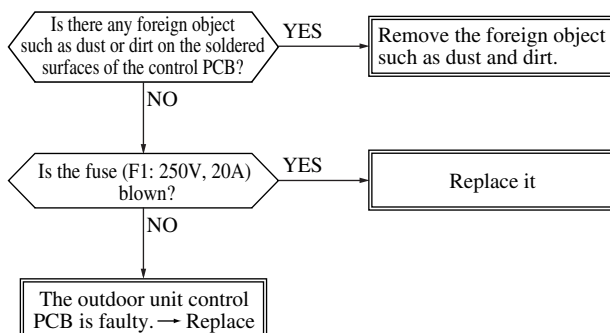 Is there any foreign object
such as dust or dirt on the soldered
surfaces of the control PCB?
YES
Remove the foreign object
such as dust and dirt.
NO
Is the fuse (F1: 250V, 20A)
blown?
YES
Replace it
NO
The outdoor unit control
PCB is faulty. → Replace